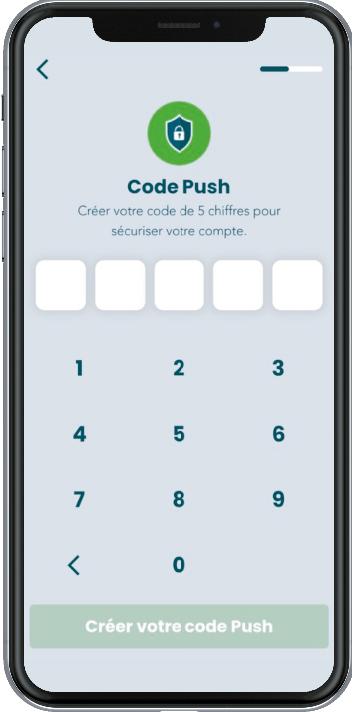 Code Push
Créer votre code de 5 chiffres pour
sécuriser votre compte.
1 2 3
4 5 6
7 8 9
0
Créer votre code Push